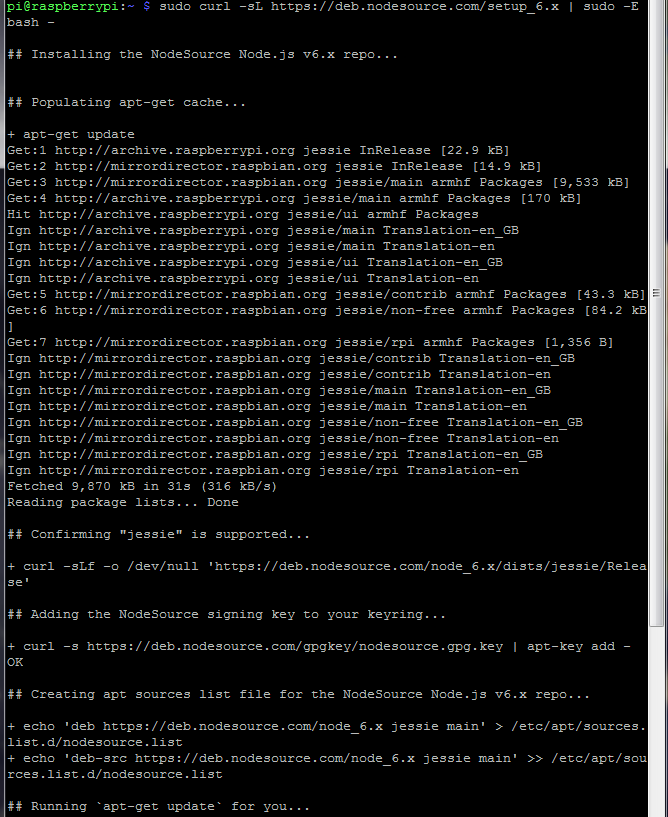 pi@raspberrypi:~ $ sudo curl -sL https://deb.nodesource.com/setup_6.x | sudo -E
bash -
## Installing the NodeSource Node.js v6.x repo...
## Populating apt-get cache...
+ apt-get update
Get:1 http://archive.raspberrypi.org jessie InRelease [22.9 kB]
Get:2 http://mirrordirector.raspbian.org jessie InRelease [14.9 kB]
Get:3 http://mirrordirector.raspbian.org jessie/main armhf Packages [9,533 kB]
Get:4 http://archive.raspberrypi.org jessie/main armhf Packages [170 kB]
Hit http://archive.raspberrypi.org jessie/ui armhf Packages
Ign http://archive.raspberrypi.org jessie/main Translation-en_GB
Ign http://archive.raspberrypi.org jessie/main Translation-en
Ign http://archive.raspberrypi.org jessie/ui Translation-en_GB
Ign http://archive.raspberrypi.org jessie/ui Translation-en
Get:5 http://mirrordirector.raspbian.org jessie/contrib armhf Packages [43.3 kB]
Get:6 http://mirrordirector.raspbian.org jessie/non-free armhf Packages [84.2 kB
]
Get:7 http://mirrordirector.raspbian.org jessie/rpi armhf Packages [1,356 B]
Ign http://mirrordirector.raspbian.org jessie/contrib Translation-en_GB
Ign http://mirrordirector.raspbian.org jessie/contrib Translation-en
Ign http://mirrordirector.raspbian.org jessie/main Translation-en_GB
Ign http://mirrordirector.raspbian.org jessie/main Translation-en
Ign http://mirrordirector.raspbian.org jessie/non-free Translation-en_GB
Ign http://mirrordirector.raspbian.org jessie/non-free Translation-en
Ign http://mirrordirector.raspbian.org jessie/rpi Translation-en_GB
Ign http://mirrordirector.raspbian.org jessie/rpi Translation-en
Fetched 9,870 kB in 31s (316 kB/s)
Reading package lists... Done
## Confirming "jessie" is supported...
+ curl -sLf -o /dev/null 'https://deb.nodesource.com/node_6.x/dists/jessie/Relea
se'
## Adding the NodeSource signing key to your keyring...
+ curl -s https://deb.nodesource.com/gpgkey/nodesource.gpg.key | apt-key add -
OK
## Creating apt sources list file for the NodeSource Node.js v6.x repo...
+ echo 'deb https://deb.nodesource.com/node_6.x jessie main' > /etc/apt/sources.
list.d/nodesource.list
+ echo 'deb-src https://deb.nodesource.com/node_6.x jessie main' >> /etc/apt/sou
rces.list.d/nodesource.list
## Running `apt-get update` for you...